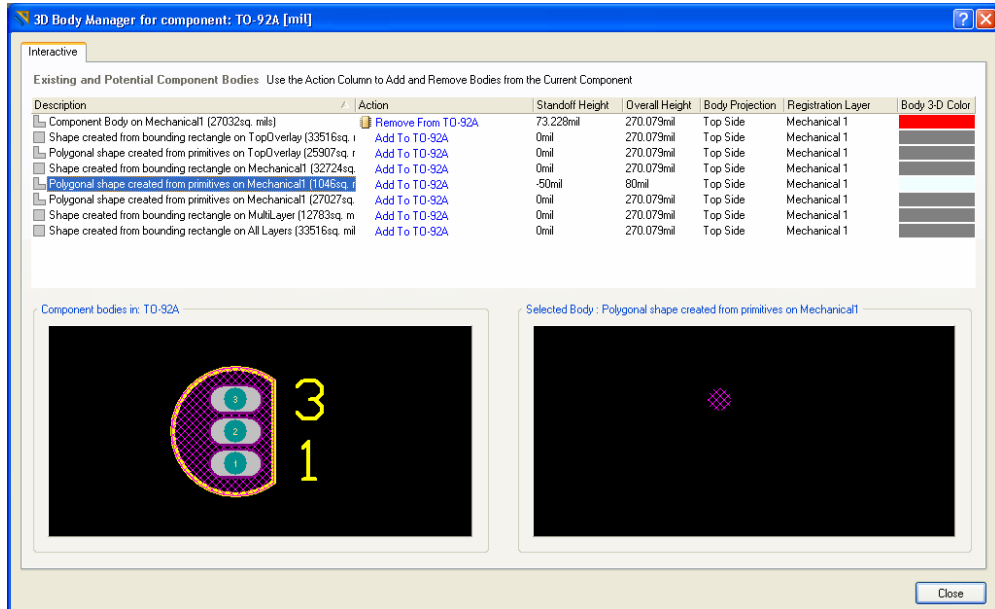 3D Body Manager for component: TO-92A [mil]
Interactive
Existing and Potential Component Bodies Use the Action Column to Add and Remove Bodies from the Current Component
Description Action Standoff Height Overall Height Body Projection Registration Layer Body 3-D Color
Component Body on Mechanical1 (27032sq. mils) Remove From TO-92A 73.228mil 270.079mil Top Side Mechanical 1
Shape created from bounding rectangle on TopOverlay (33516sq. Add To TO-92A 0mil 270.079mil Top Side Mechanical 1
Polygonal shape created from primitives on TopOverlay (25907sq. Add To TO-92A 0mil 270.079mil Top Side Mechanical 1
Shape created from bounding rectangle on Mechanical1 (32724sq. Add To TO-92A 0mil 270.079mil Top Side Mechanical 1
Polygonal shape created from primitives on Mechanical1 (1046sq. Add To TO-92A -50mil 80mil Top Side Mechanical 1
Polygonal shape created from primitives on Mechanical1 (27027sq. Add To TO-92A 0mil 270.079mil Top Side Mechanical 1
Shape created from bounding rectangle on MultiLayer (12783sq. m Add To TO-92A 0mil 270.079mil Top Side Mechanical 1
Shape created from bounding rectangle on All Layers (33516sq. mil Add To TO-92A 0mil 270.079mil Top Side Mechanical 1
Component bodies in: TO-92A
Selected Body : Polygonal shape created from primitives on Mechanical1
3 3
2
1 1
Close